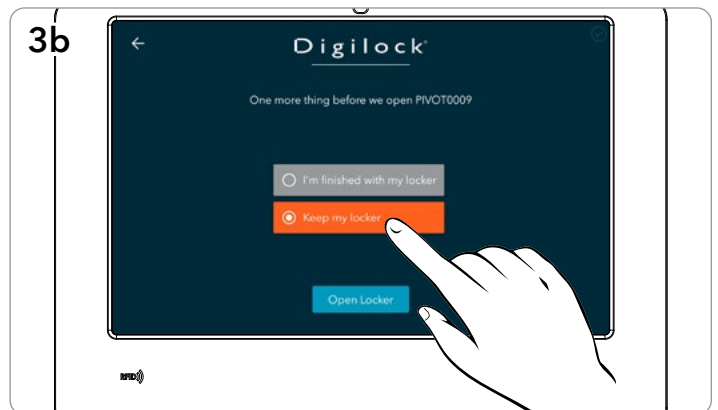 3b
Digilock
One more thing before we open PIVOT0009
I'm finished with my locker
Keep my locker
Open Locker
RFID